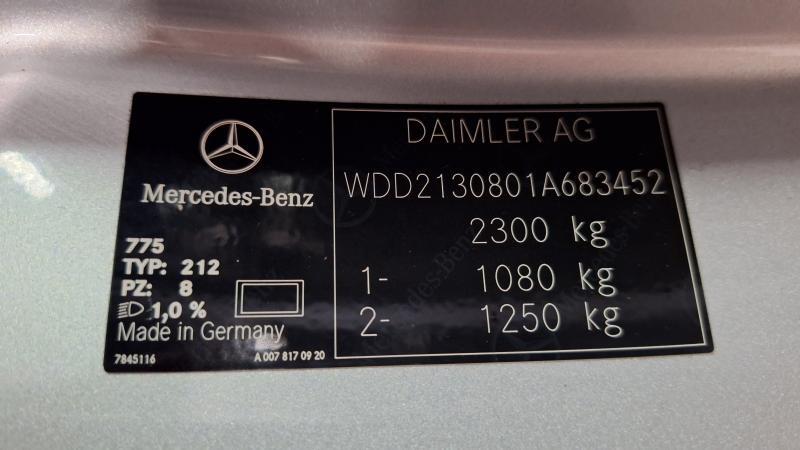 Mercedes-Benz
775
TYP: 212
PZ: 8
1,0 %
Made in Germany
7845116
A 007 817 09 20
DAIMLER AG
WDD2130801A683452
2300 kg
1- 1080 kg
2- 1250 kg